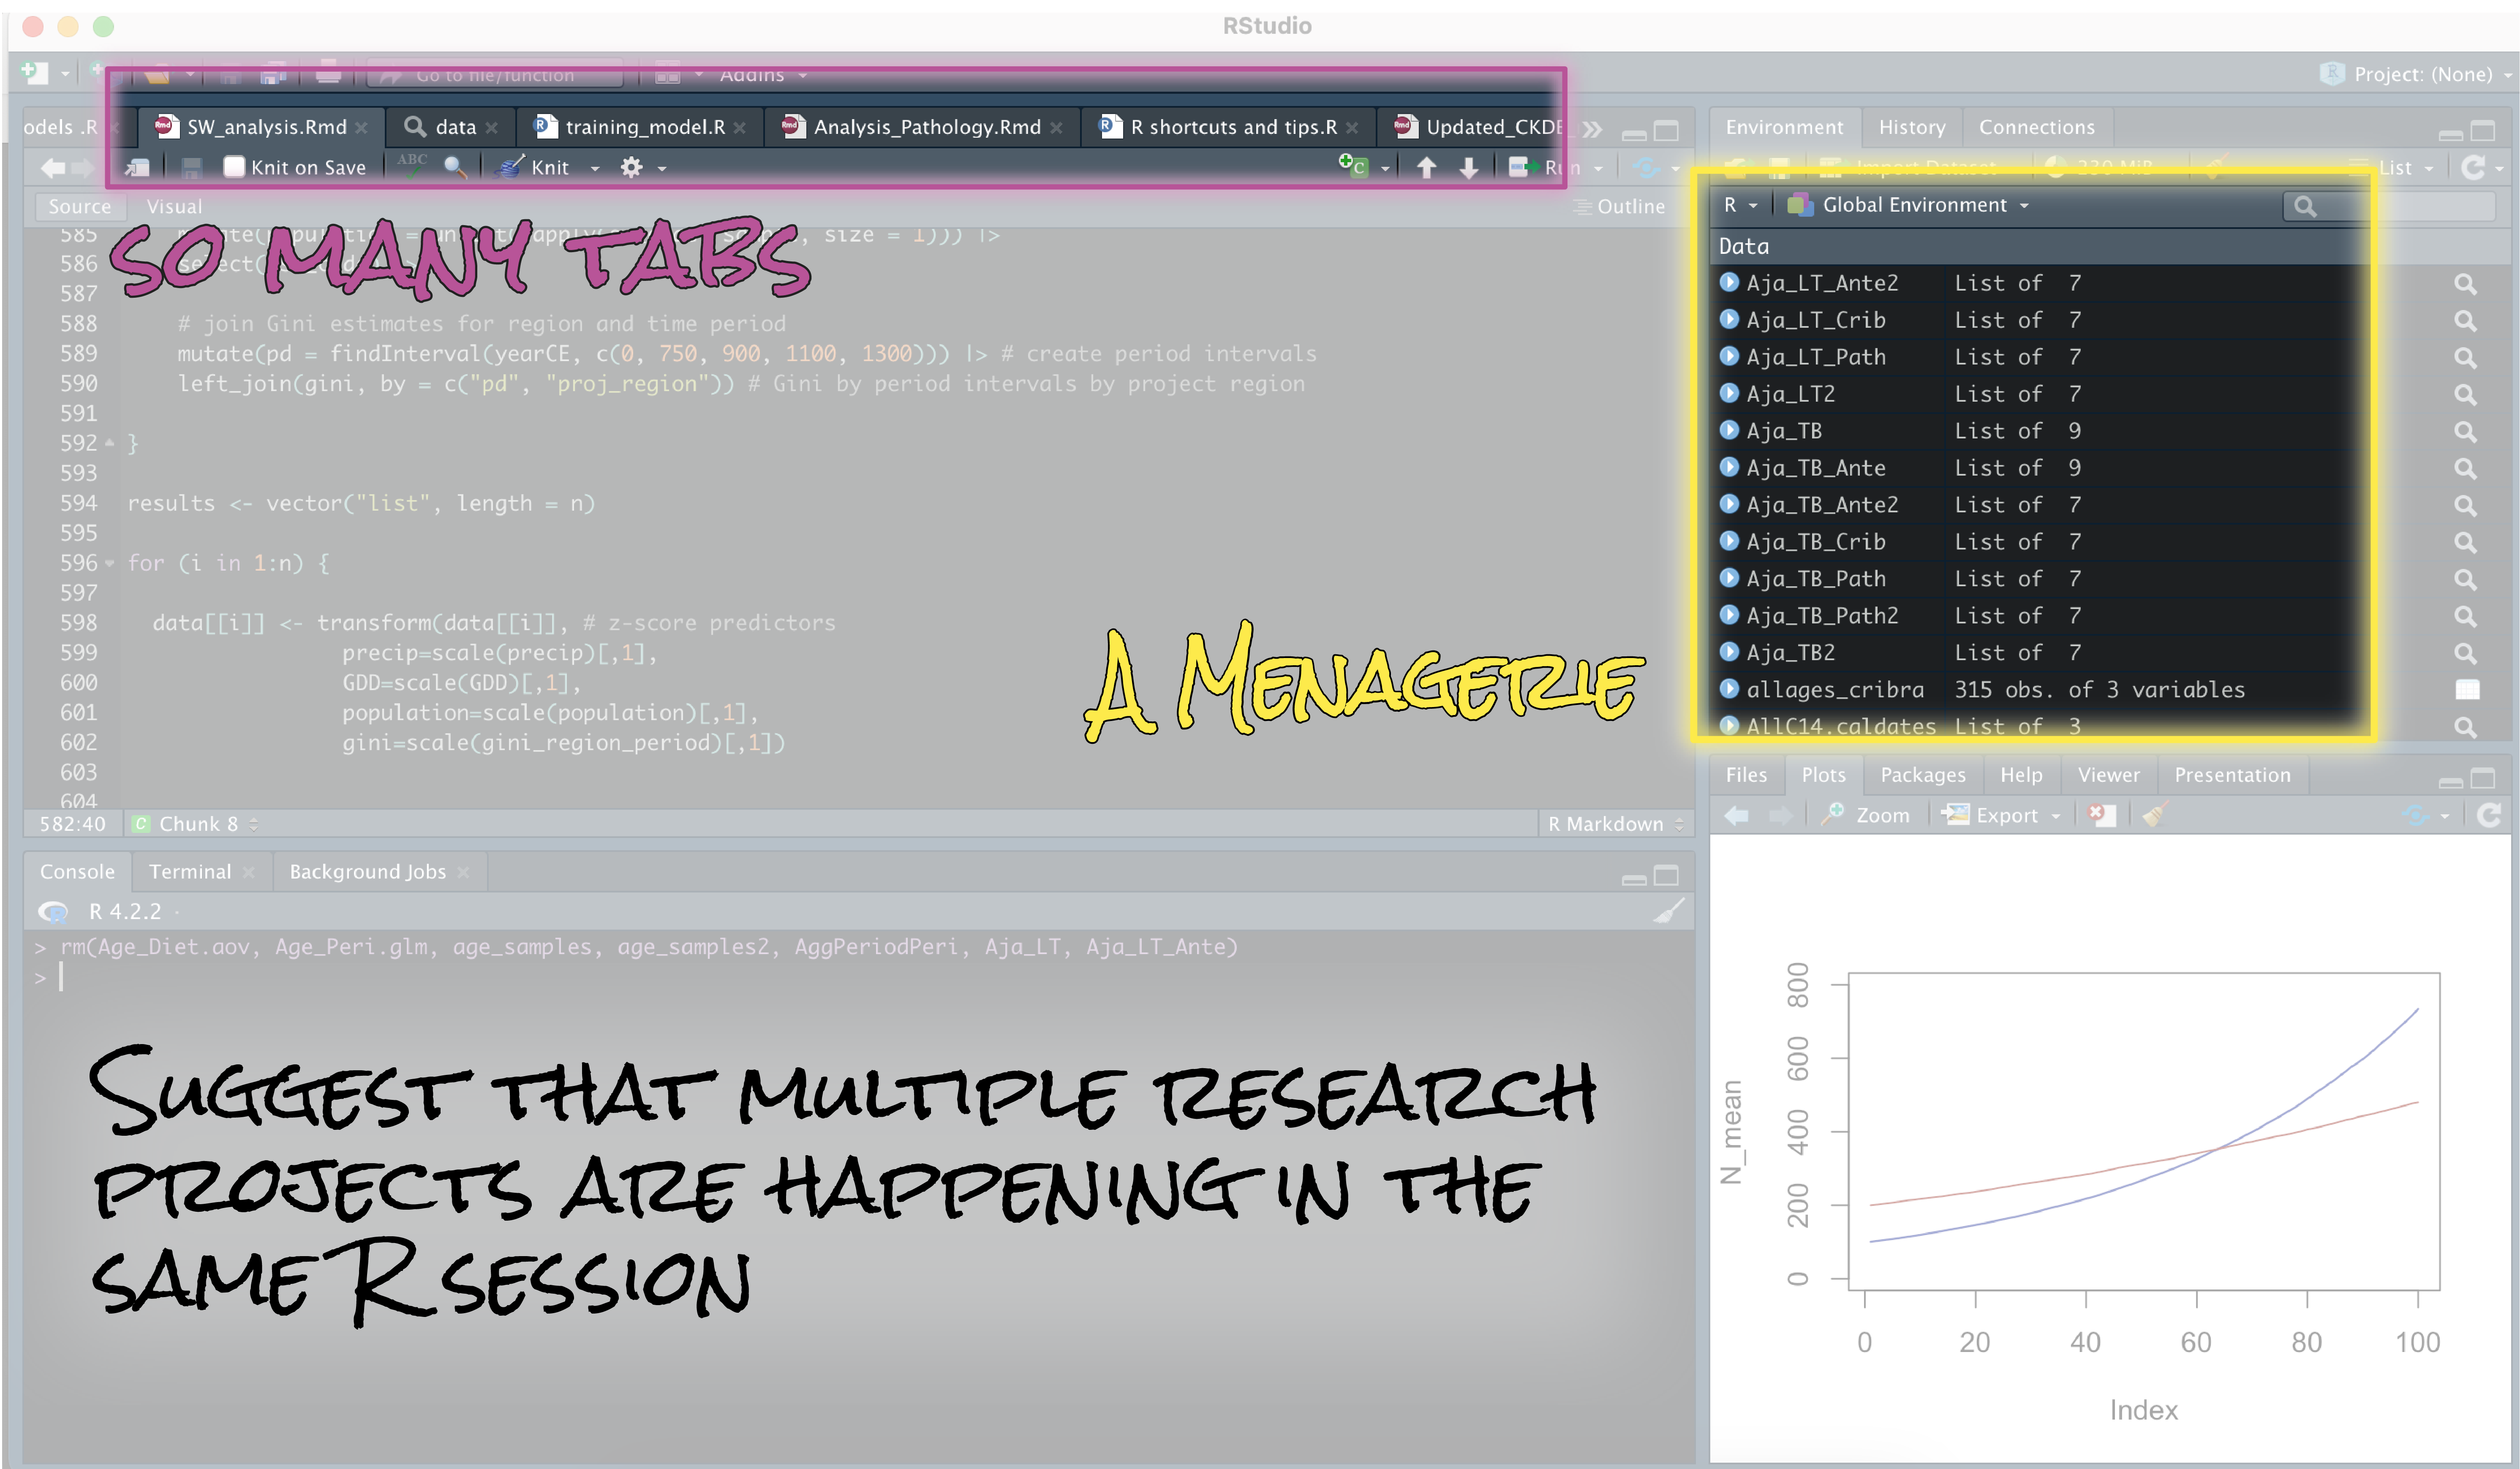 RStudio
Go to file/function
Addins
Project: (None)
odels .R
SW_analysis.Rmd
data
training_model.R
Analysis_Pathology.Rmd
R shortcuts and tips.R
Updated_CKDE
Knit on Save
ABC
Knit
Run
Source
Visual
Outline
SO MANY TABS
585 size = 1))) |>
586
587
588 # join Gini estimates for region and time period
589 mutate(pd = findInterval(yearCE, c(0, 750, 900, 1100, 1300))) |> # create period intervals
590 left_join(gini, by = c("pd", "proj_region")) # Gini by period intervals by project region
591
592 }
593
594 results <- vector("list", length = n)
595
596 for (i in 1:n) {
597
598 data[[i]] <- transform(data[[i]], # z-score predictors
599 precip=scale(precip)[,1],
600 GDD=scale(GDD)[,1],
601 population=scale(population)[,1],
602 gini=scale(gini_region_period)[,1])
603
604
A MENAGERIE
582:40
Chunk 8
R Markdown
Console
Terminal
Background Jobs
R 4.2.2
> rm(Age_Diet.aov, Age_Peri.glm, age_samples, age_samples2, AggPeriodPeri, Aja_LT, Aja_LT_Ante)
>
SUGGEST THAT MULTIPLE RESEARCH
PROJECTS ARE HAPPENING IN THE
SAME R SESSION
Environment
History
Connections
Import Dataset
230 MiB
List
R
Global Environment
Data
Aja_LT_Ante2 List of 7
Aja_LT_Crib List of 7
Aja_LT_Path List of 7
Aja_LT2 List of 7
Aja_TB List of 9
Aja_TB_Ante List of 9
Aja_TB_Ante2 List of 7
Aja_TB_Crib List of 7
Aja_TB_Path List of 7
Aja_TB_Path2 List of 7
Aja_TB2 List of 7
allages_cribra 315 obs. of 3 variables
AllC14.caldates List of 3
Files
Plots
Packages
Help
Viewer
Presentation
Zoom
Export
N_mean
800
600
400
200
0
0 20 40 60 80 100
Index